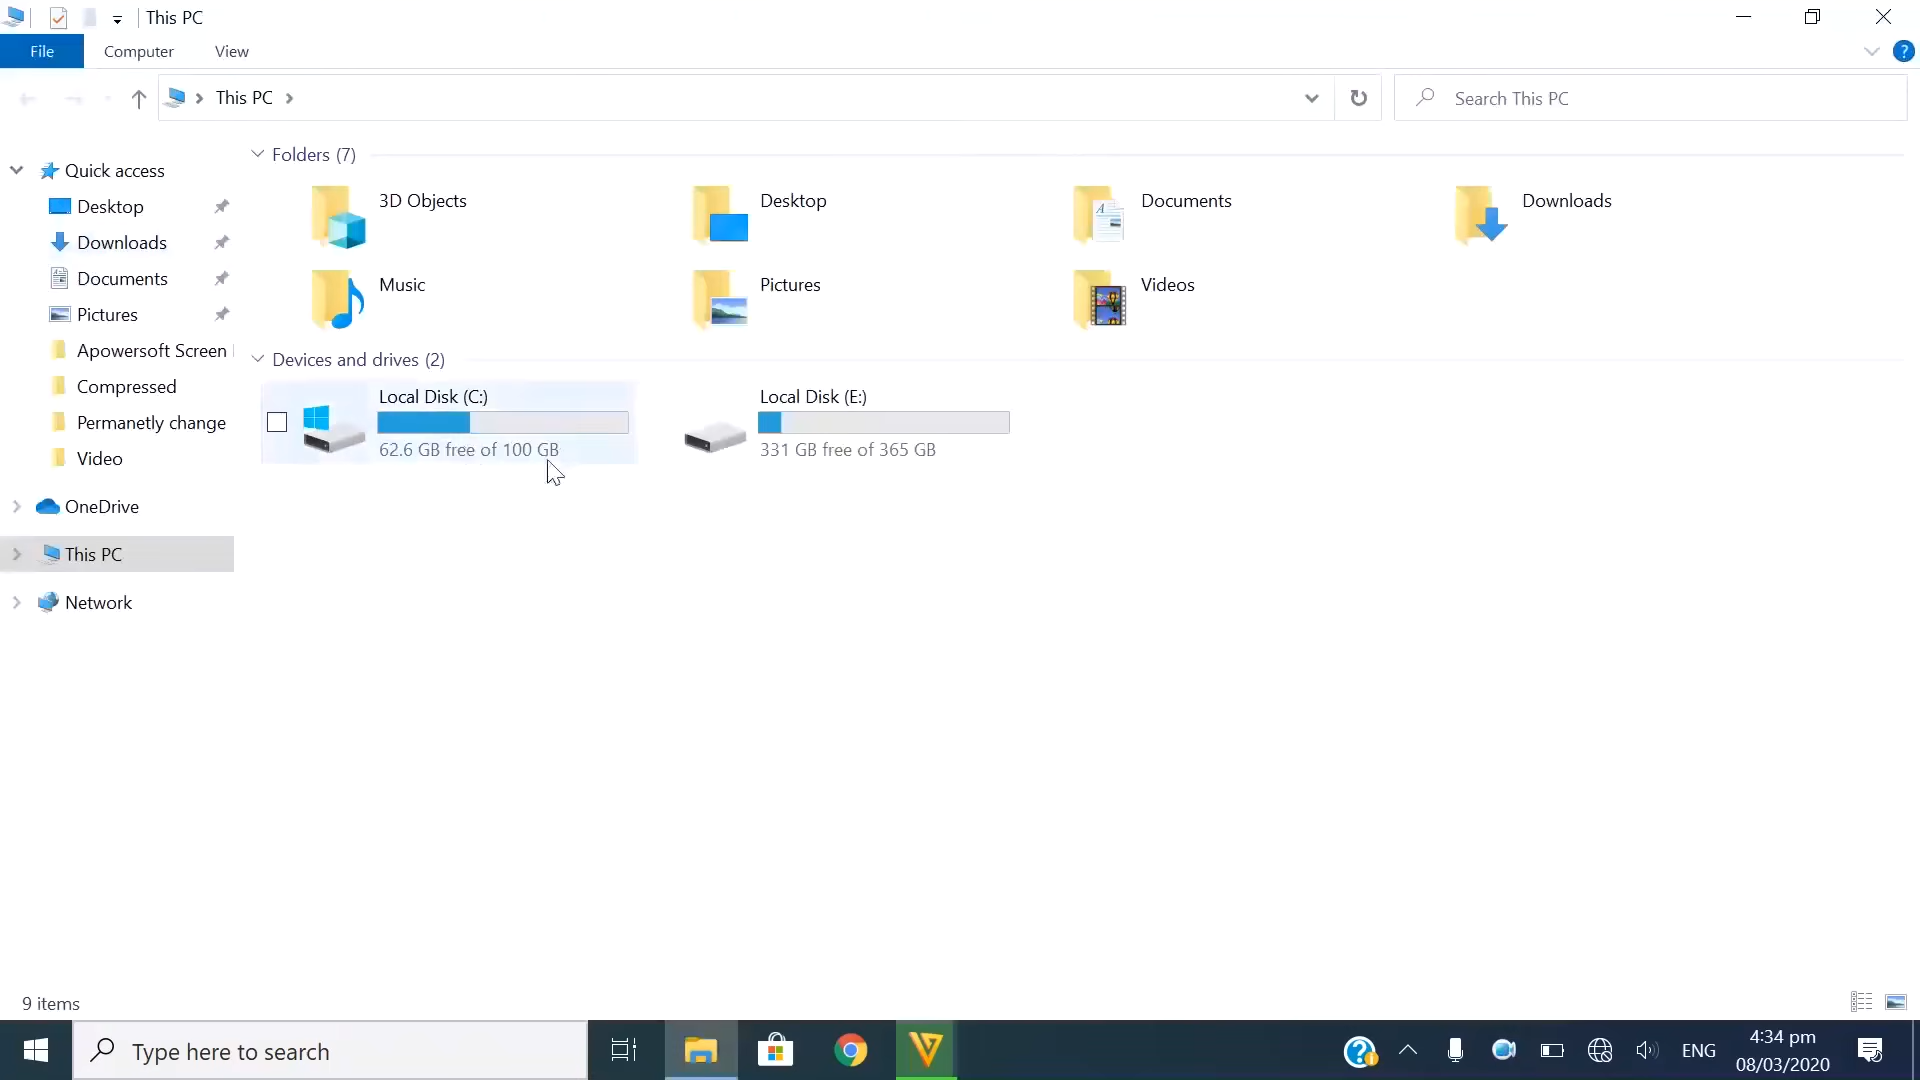 This PC
File Computer View
This PC
Search This PC
Quick access
Desktop
Downloads
Documents
Pictures
Apowersoft Screen
Compressed
Permanetly change
Video
OneDrive
This PC
Network
Folders (7)
3D Objects
Desktop
Documents
Downloads
Music
Pictures
Videos
Devices and drives (2)
Local Disk (C:)
62.6 GB free of 100 GB
Local Disk (E:)
331 GB free of 365 GB
9 items
Type here to search
ENG
4:34 pm
08/03/2020